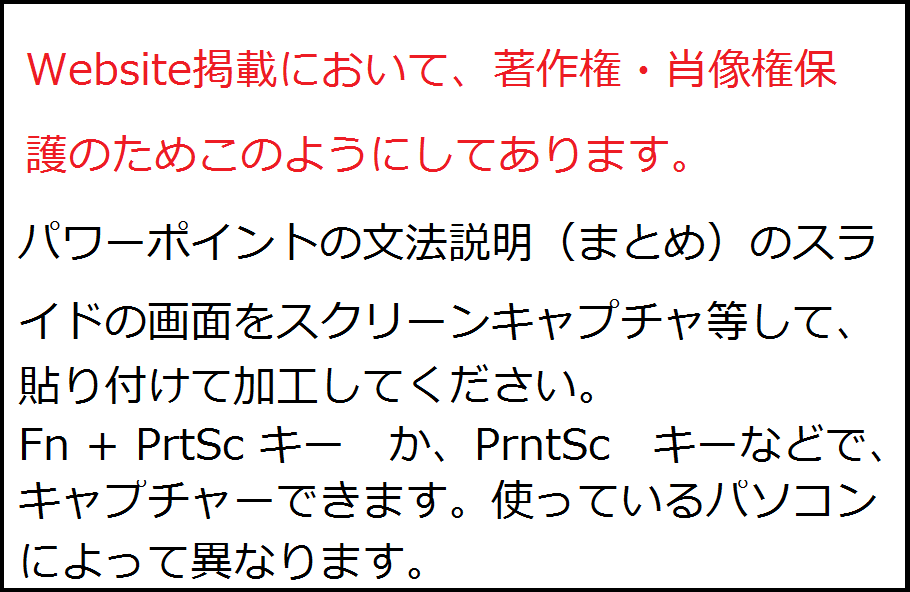 Website掲載において、著作権・肖像権保
護のためこのようにしてあります。
パワーポイントの文法説明（まとめ）のスラ
イドの画面をスクリーンキャプチャ等して、
貼り付けて加工してください。
Fn + PrtSc キー　か、PrntSc　キーなどで、
キャプチャーできます。使っているパソコン
によって異なります。